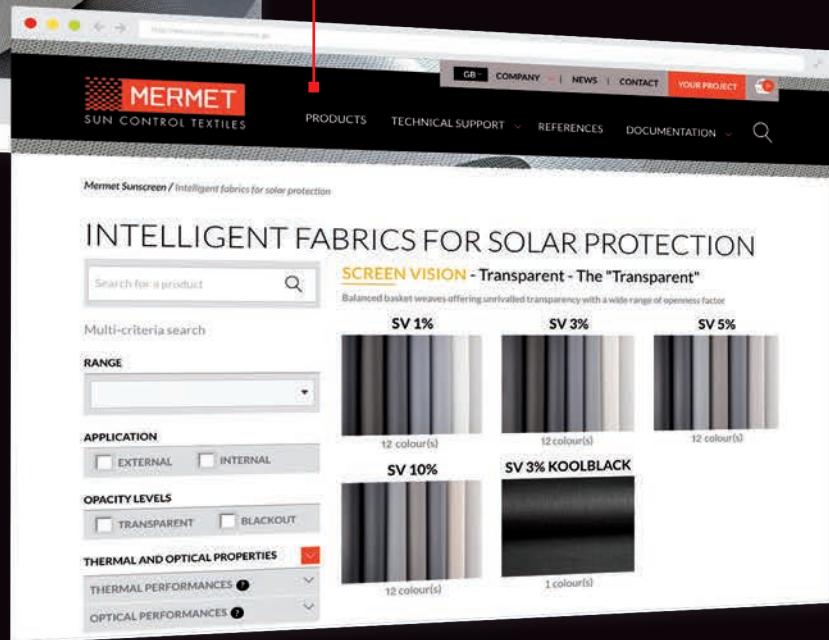 GB
COMPANY | NEWS | CONTACT
YOUR PROJECT
MERMET
SUN CONTROL TEXTILES
PRODUCTS
TECHNICAL SUPPORT
REFERENCES
DOCUMENTATION
Mermet Sunscreen / Intelligent fabrics for solar protection
INTELLIGENT FABRICS FOR SOLAR PROTECTION
Search for a product
Multi-criteria search
RANGE
APPLICATION
EXTERNAL
INTERNAL
OPACITY LEVELS
TRANSPARENT
BLACKOUT
THERMAL AND OPTICAL PROPERTIES
THERMAL PERFORMANCES ?
OPTICAL PERFORMANCES ?
SCREEN VISION - Transparent - The "Transparent"
Balanced basket weaves offering unrivalled transparency with a wide range of openness factor
SV 1%
SV 3%
SV 5%
12 colour(s)
12 colour(s)
12 colour(s)
SV 10%
SV 3% KOOLBLACK
12 colour(s)
1 colour(s)